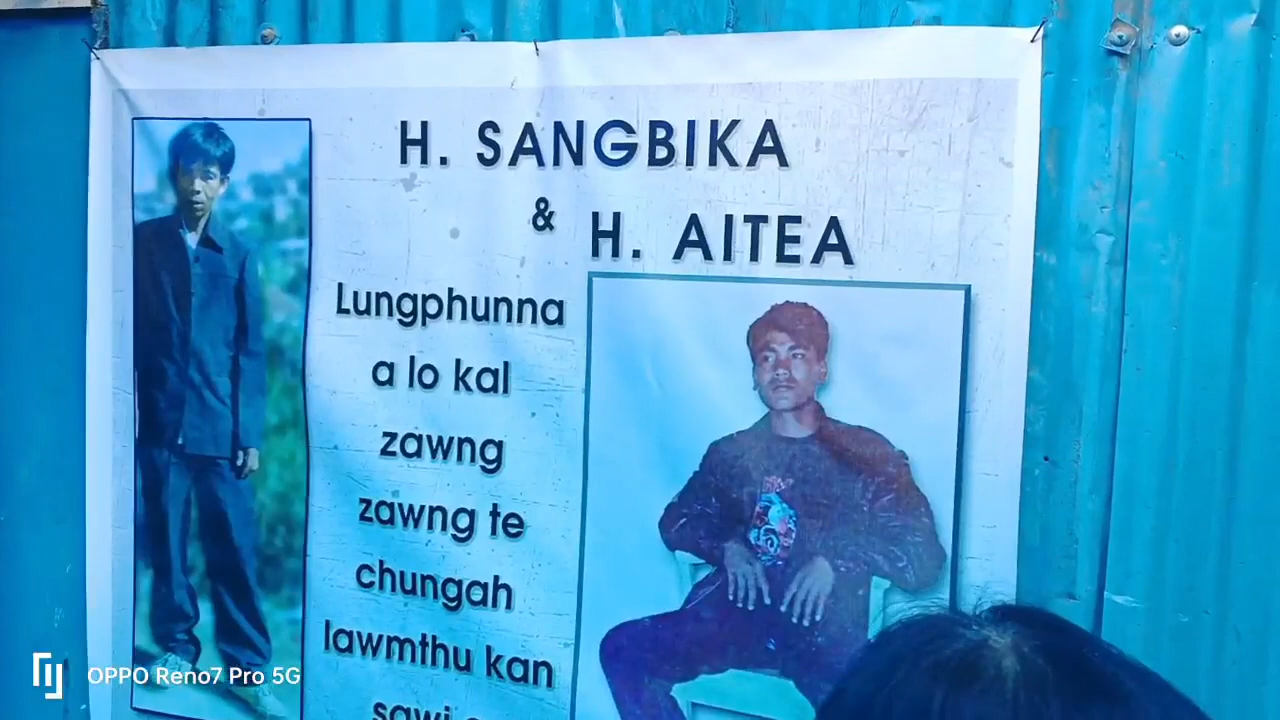 H. SANGBIKA
&
H. AITEA
Lungphunna
a lo kal
zawng
zawng te
chungah
lawmthu kan
OPPO Reno7 Pro 5G